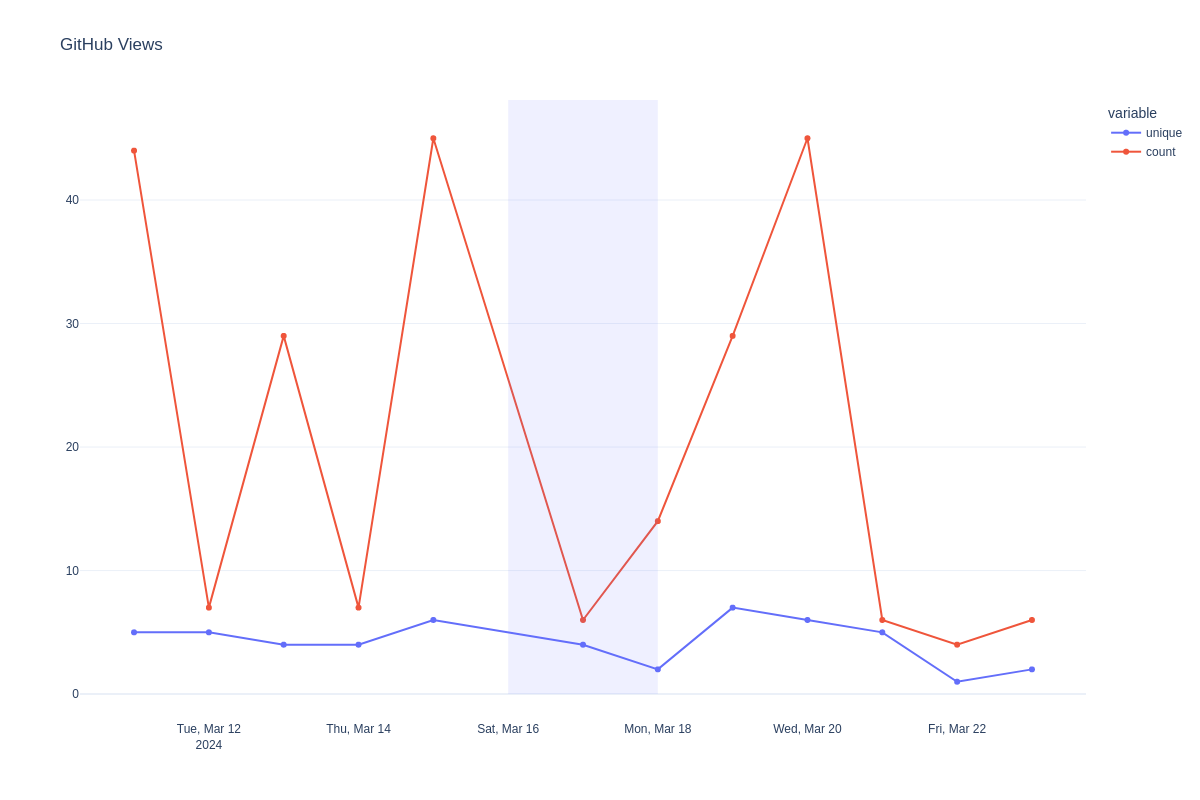 GitHub Views
variable
unique
count
40
30
20
10
0
Tue, Mar 12
2024
Thu, Mar 14
Sat, Mar 16
Mon, Mar 18
Wed, Mar 20
Fri, Mar 22